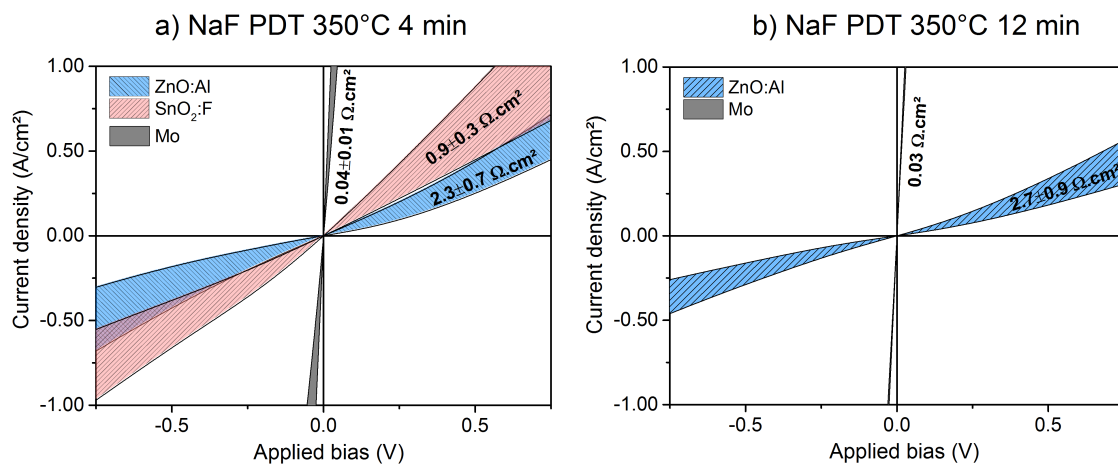 a) NaF PDT 350°C 4 min
1.00
0.50
0.00
-0.50
-1.00
Current density (A/cm²)
ZnO:Al
SnO₂:F
Mo
0.04±0.01 Ω.cm²
0.9±0.3 Ω.cm²
2.3±0.7 Ω.cm²
-0.5
0.0
0.5
Applied bias (V)
b) NaF PDT 350°C 12 min
1.00
0.50
0.00
-0.50
-1.00
Current density (A/cm²)
ZnO:Al
Mo
0.03 Ω.cm²
2.7±0.9 Ω.cm²
-0.5
0.0
0.5
Applied bias (V)